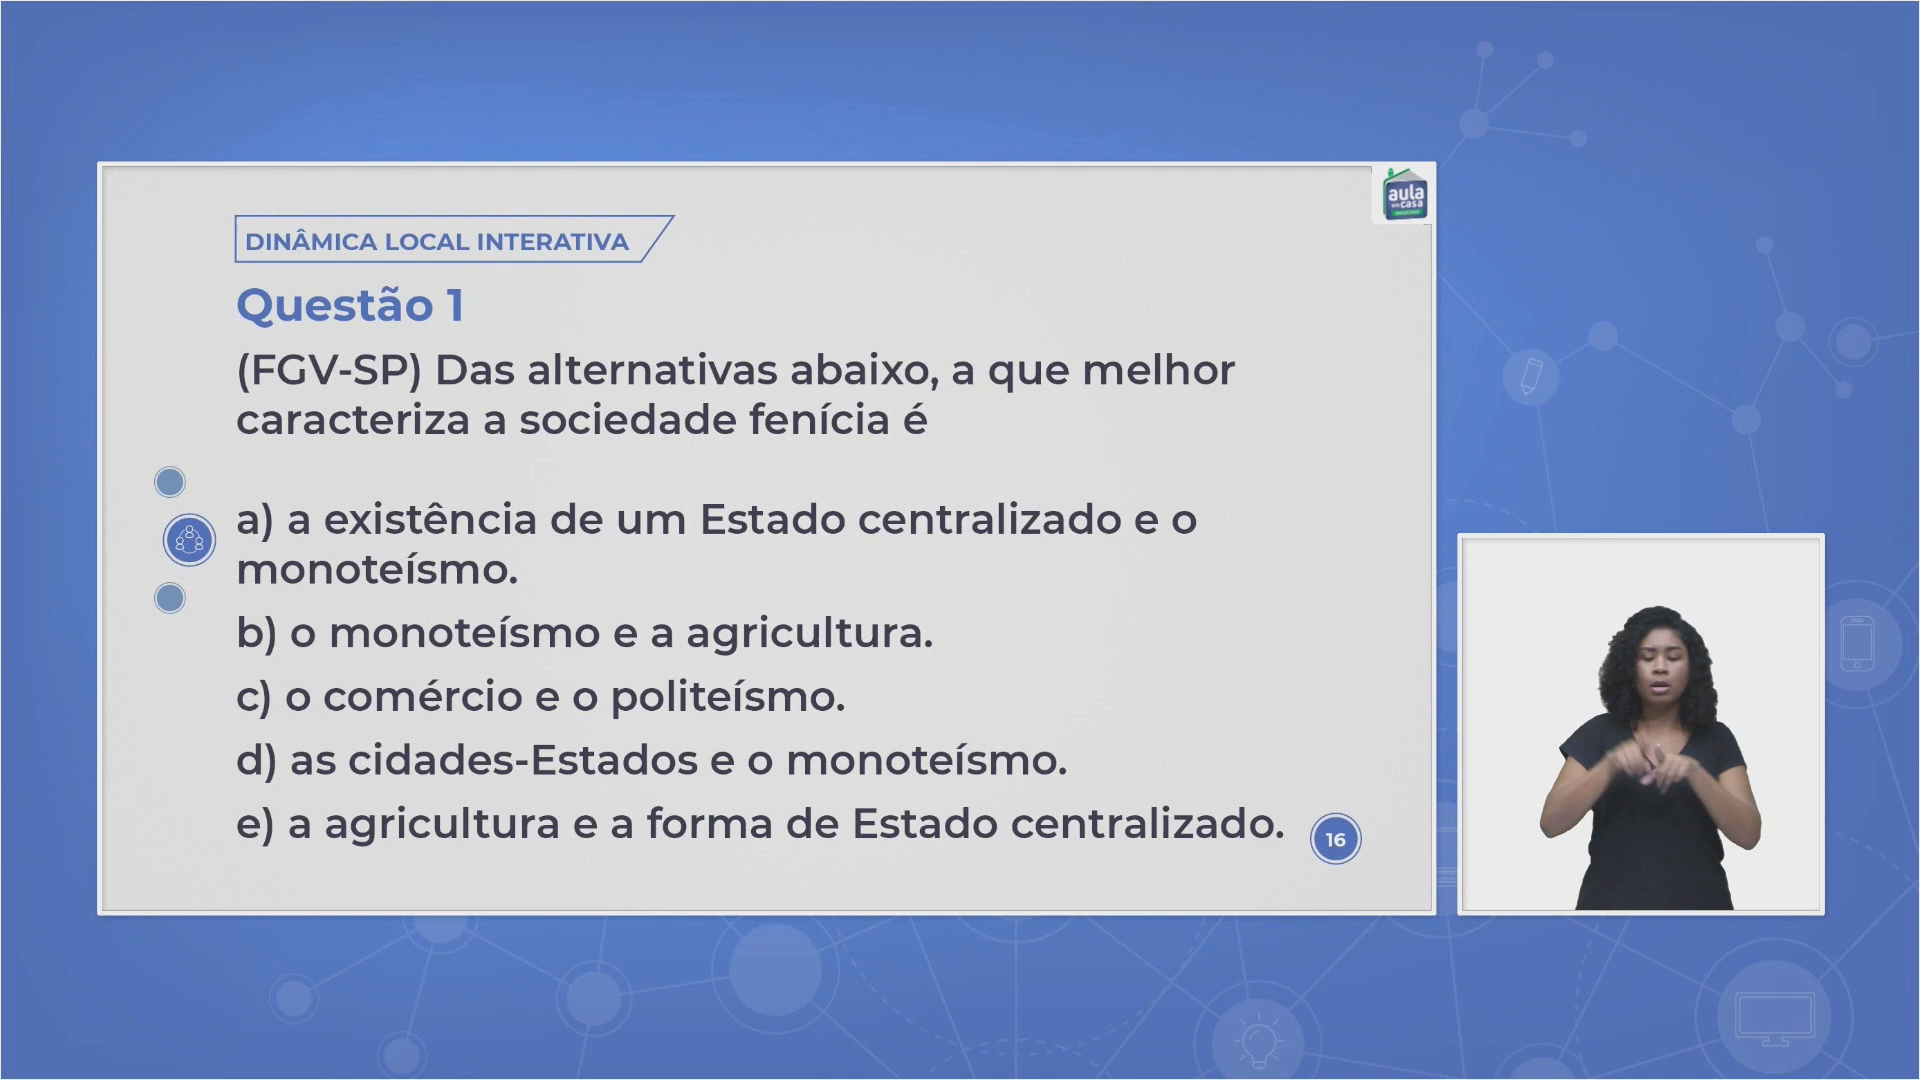 aula
em casa
DINÂMICA LOCAL INTERATIVA
Questão 1
(FGV-SP) Das alternativas abaixo, a que melhor
caracteriza a sociedade fenícia é
a) a existência de um Estado centralizado e o
monoteísmo.
b) o monoteísmo e a agricultura.
c) o comércio e o politeísmo.
d) as cidades-Estados e o monoteísmo.
e) a agricultura e a forma de Estado centralizado.
16